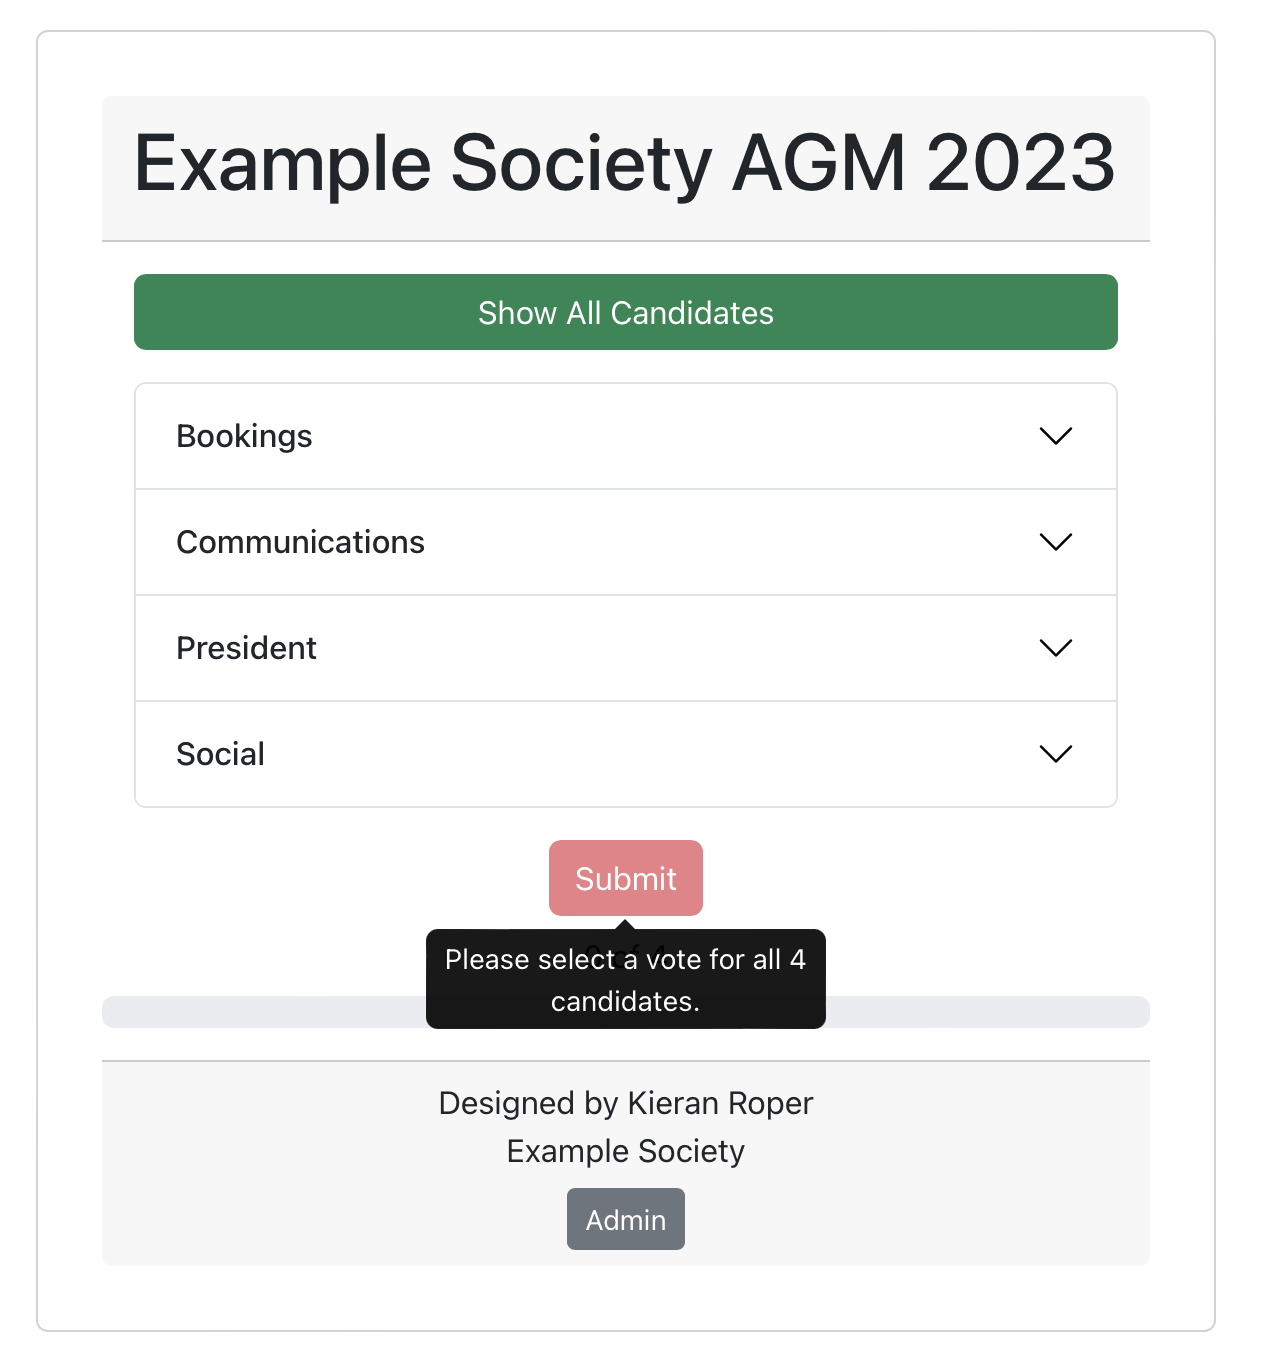 Example Society AGM 2023
Show All Candidates
Bookings
Communications
President
Social
Submit
Please select a vote for all 4
candidates.
Designed by Kieran Roper
Example Society
Admin